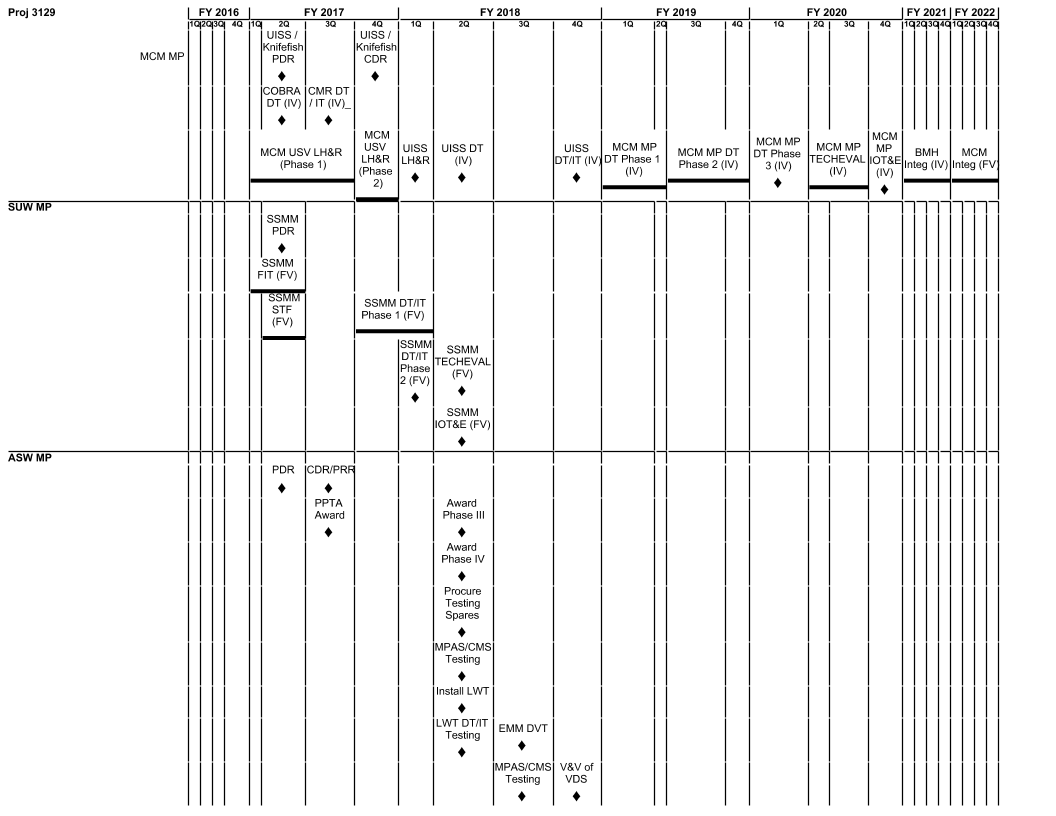 Proj 3129
FY 2016 FY 2017 FY 2018 FY 2019 FY 2020 FY 2021 FY 2022
1Q 2Q 3Q 4Q 1Q 2Q 3Q 4Q 1Q 2Q 3Q 4Q 1Q 2Q 3Q 4Q 1Q 2Q 3Q 4Q 1Q 2Q 3Q 4Q 1Q 2Q 3Q 4Q
MCM MP
UISS /
Knifefish
PDR
UISS /
Knifefish
CDR
COBRA
DT (IV)
CMR DT
/ IT (IV)_
MCM USV LH&R
(Phase 1)
MCM
USV
LH&R
(Phase
2)
UISS
LH&R
UISS DT
(IV)
UISS
DT/IT (IV)
MCM MP
DT Phase 1
(IV)
MCM MP DT
Phase 2 (IV)
MCM MP
DT Phase
3 (IV)
MCM MP
TECHEVAL
(IV)
MCM
MP
IOT&E
(IV)
BMH
Integ (IV)
MCM
Integ (FV)
SUW MP
SSMM
PDR
SSMM
FIT (FV)
SSMM
STF
(FV)
SSMM DT/IT
Phase 1 (FV)
SSMM
DT/IT
Phase
2 (FV)
SSMM
TECHEVAL
(FV)
SSMM
IOT&E (FV)
ASW MP
PDR
CDR/PRR
PPTA
Award
Award
Phase III
Award
Phase IV
Procure
Testing
Spares
MPAS/CMS
Testing
Install LWT
LWT DT/IT
Testing
EMM DVT
MPAS/CMS
Testing
V&V of
VDS